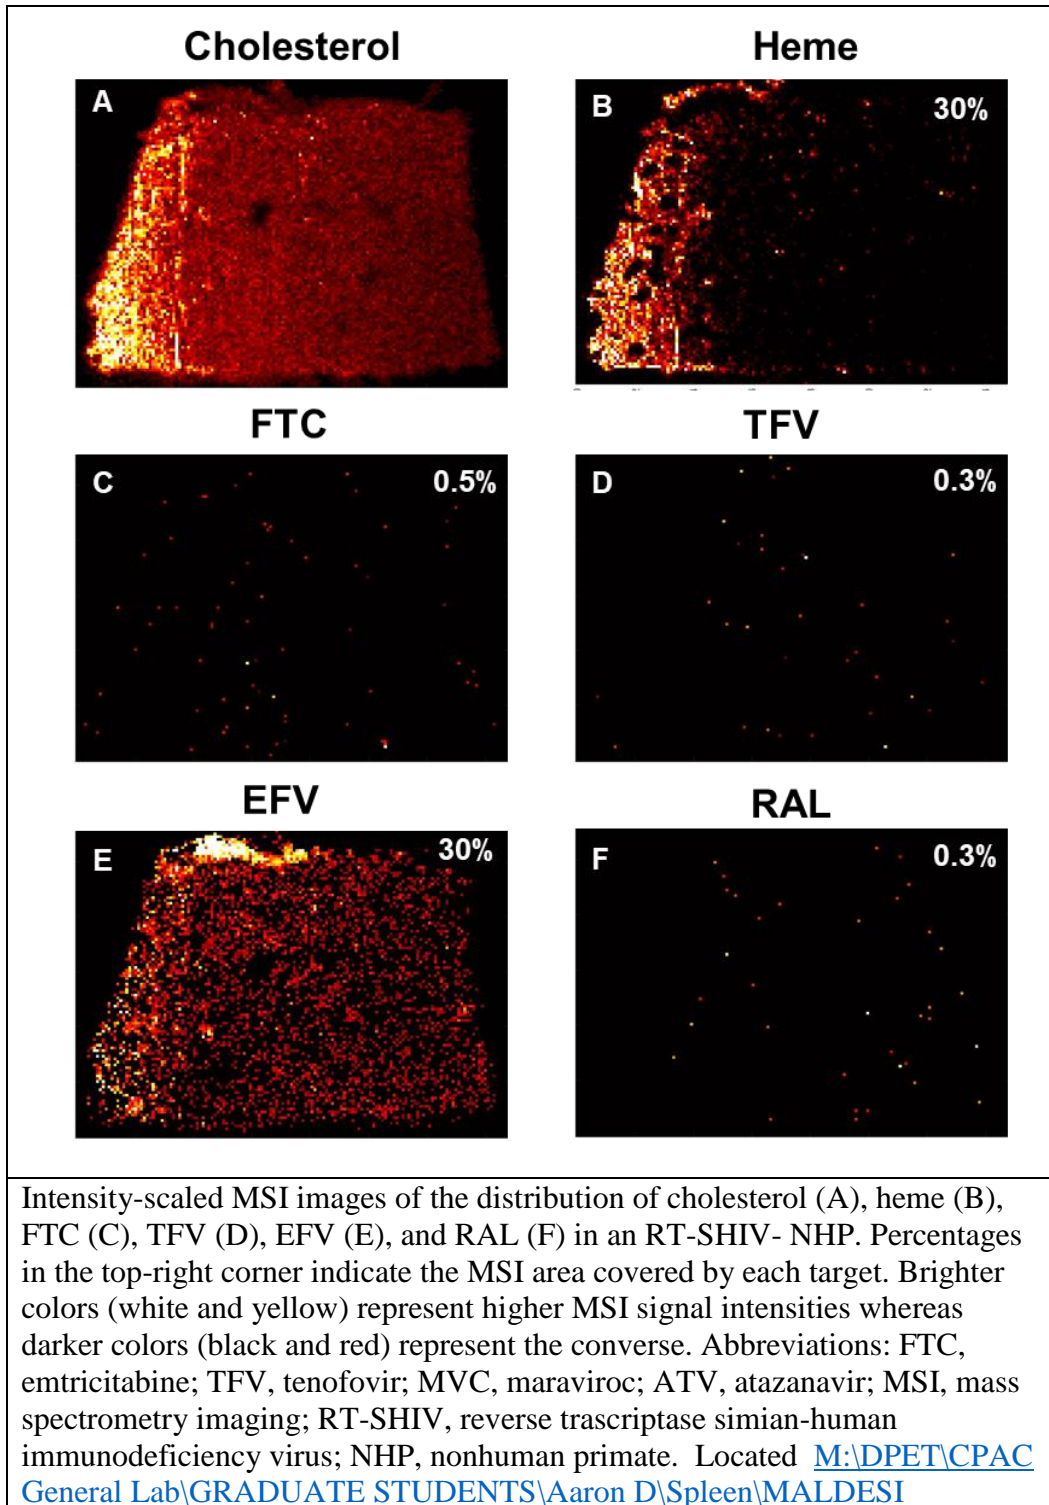 Cholesterol
Heme
A
B
30%
FTC
TFV
C
0.5%
D
0.3%
EFV
RAL
E
30%
F
0.3%
Intensity-scaled MSI images of the distribution of cholesterol (A), heme (B),
FTC (C), TFV (D), EFV (E), and RAL (F) in an RT-SHIV- NHP. Percentages
in the top-right corner indicate the MSI area covered by each target. Brighter
colors (white and yellow) represent higher MSI signal intensities whereas
darker colors (black and red) represent the converse. Abbreviations: FTC,
emtricitabine; TFV, tenofovir; MVC, maraviroc; ATV, atazanavir; MSI, mass
spectrometry imaging; RT-SHIV, reverse trascriptase simian-human
immunodeficiency virus; NHP, nonhuman primate.  Located  M:\DPET\CPAC
General Lab\GRADUATE STUDENTS\Aaron D\Spleen\MALDESI